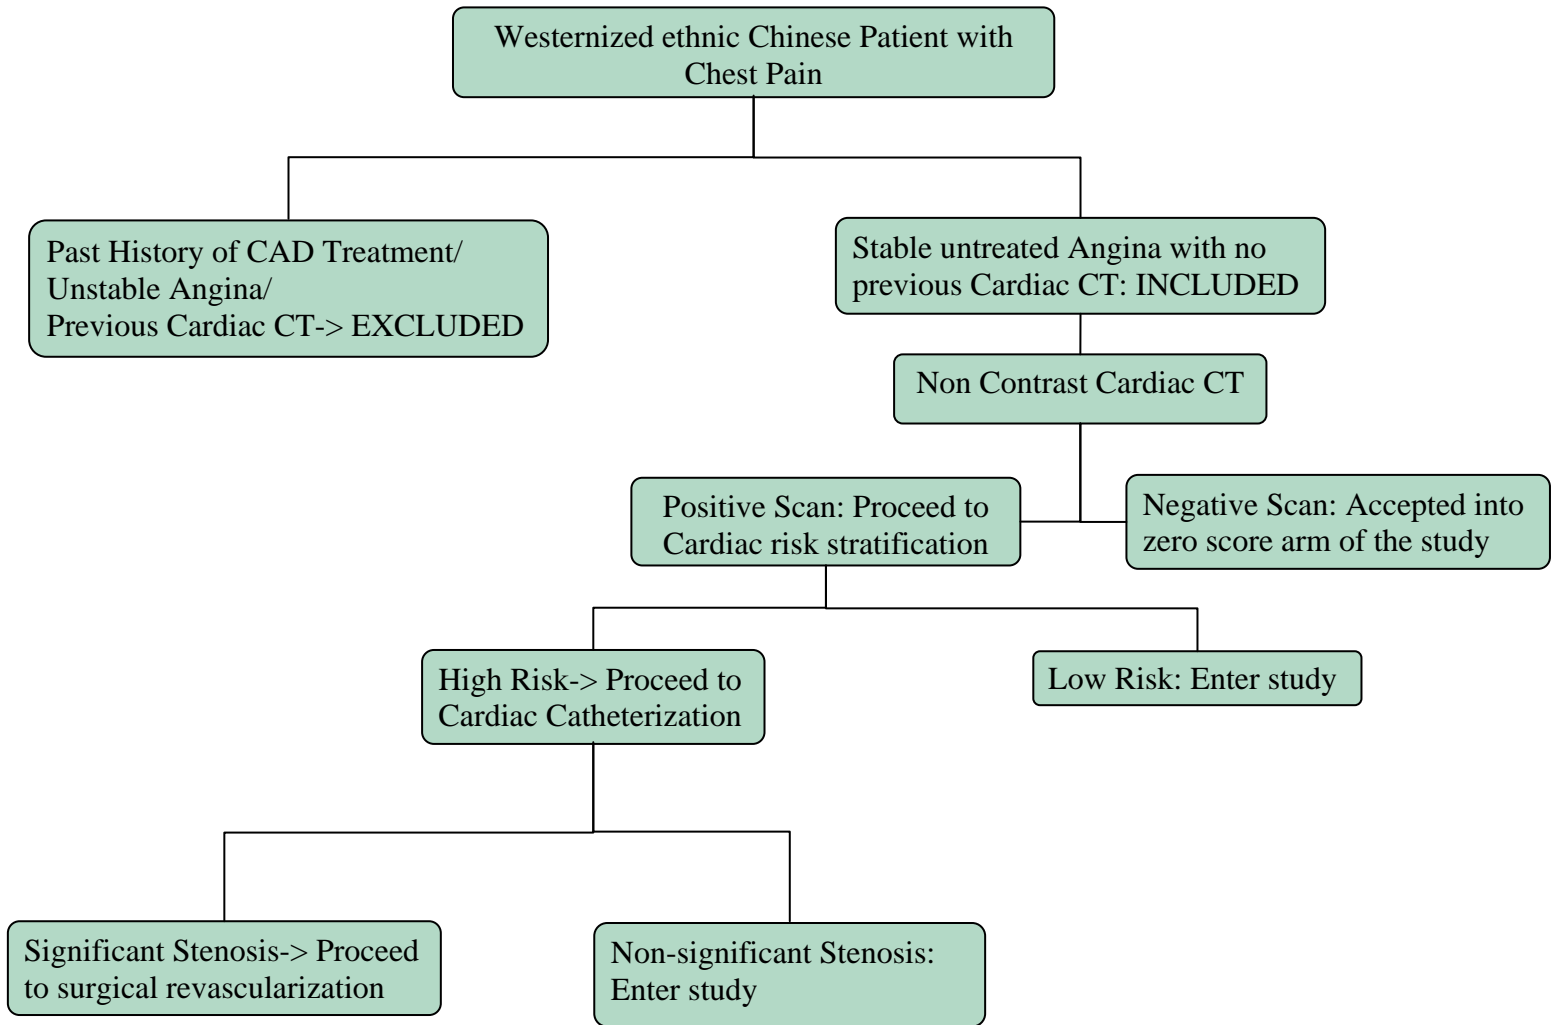 Westernized ethnic Chinese Patient with
Chest Pain
Past History of CAD Treatment/
Unstable Angina/
Previous Cardiac CT-> EXCLUDED
Stable untreated Angina with no
previous Cardiac CT: INCLUDED
Non Contrast Cardiac CT
Positive Scan: Proceed to
Cardiac risk stratification
Negative Scan: Accepted into
zero score arm of the study
High Risk-> Proceed to
Cardiac Catheterization
Low Risk: Enter study
Significant Stenosis-> Proceed
to surgical revascularization
Non-significant Stenosis:
Enter study